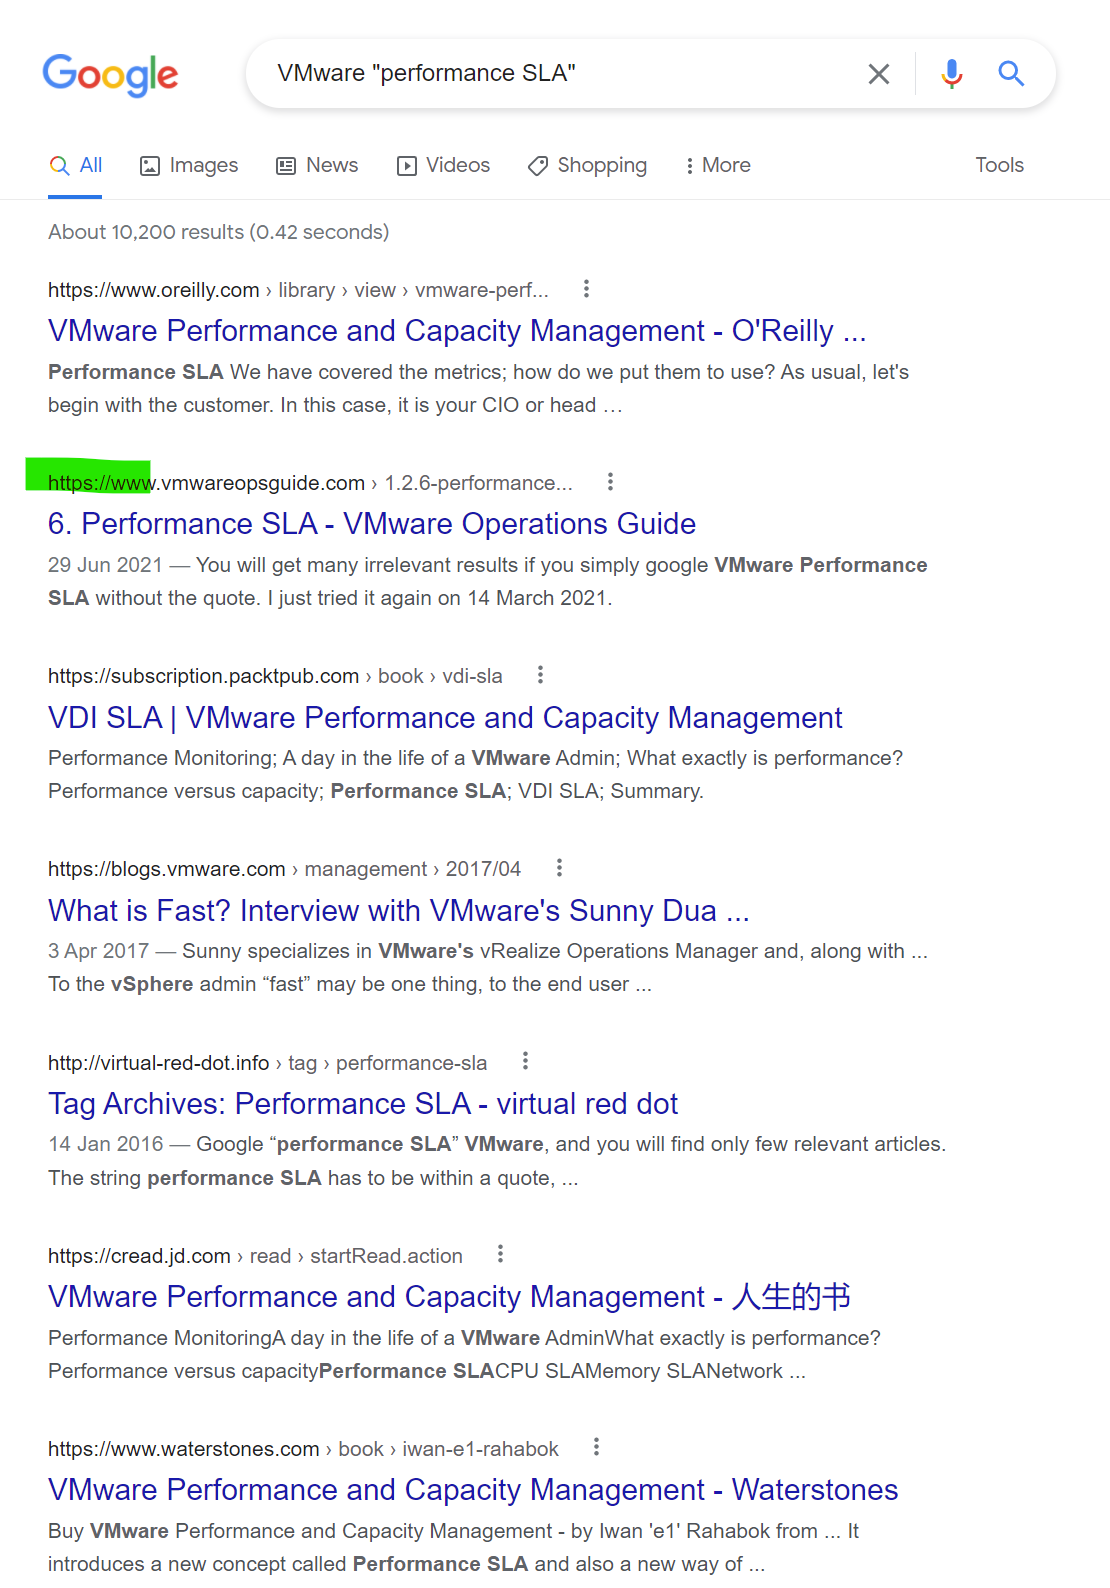 Google
VMware "performance SLA"
All Images News Videos Shopping More Tools
About 10,200 results (0.42 seconds)
https://www.oreilly.com › library › view › vmware-perf...
VMware Performance and Capacity Management - O'Reilly ...
Performance SLA We have covered the metrics; how do we put them to use? As usual, let's
begin with the customer. In this case, it is your CIO or head …
https://www.vmwareopsguide.com › 1.2.6-performance...
6. Performance SLA - VMware Operations Guide
29 Jun 2021 — You will get many irrelevant results if you simply google VMware Performance
SLA without the quote. I just tried it again on 14 March 2021.
https://subscription.packtpub.com › book › vdi-sla
VDI SLA | VMware Performance and Capacity Management
Performance Monitoring; A day in the life of a VMware Admin; What exactly is performance?
Performance versus capacity; Performance SLA; VDI SLA; Summary.
https://blogs.vmware.com › management › 2017/04
What is Fast? Interview with VMware's Sunny Dua ...
3 Apr 2017 — Sunny specializes in VMware's vRealize Operations Manager and, along with ...
To the vSphere admin “fast” may be one thing, to the end user ...
http://virtual-red-dot.info › tag › performance-sla
Tag Archives: Performance SLA - virtual red dot
14 Jan 2016 — Google “performance SLA” VMware, and you will find only few relevant articles.
The string performance SLA has to be within a quote, ...
https://cread.jd.com › read › startRead.action
VMware Performance and Capacity Management - 人生的书
Performance MonitoringA day in the life of a VMware AdminWhat exactly is performance?
Performance versus capacityPerformance SLACPU SLAMemory SLANetwork ...
https://www.waterstones.com › book › iwan-e1-rahabok
VMware Performance and Capacity Management - Waterstones
Buy VMware Performance and Capacity Management - by Iwan 'e1' Rahabok from ... It
introduces a new concept called Performance SLA and also a new way of ...